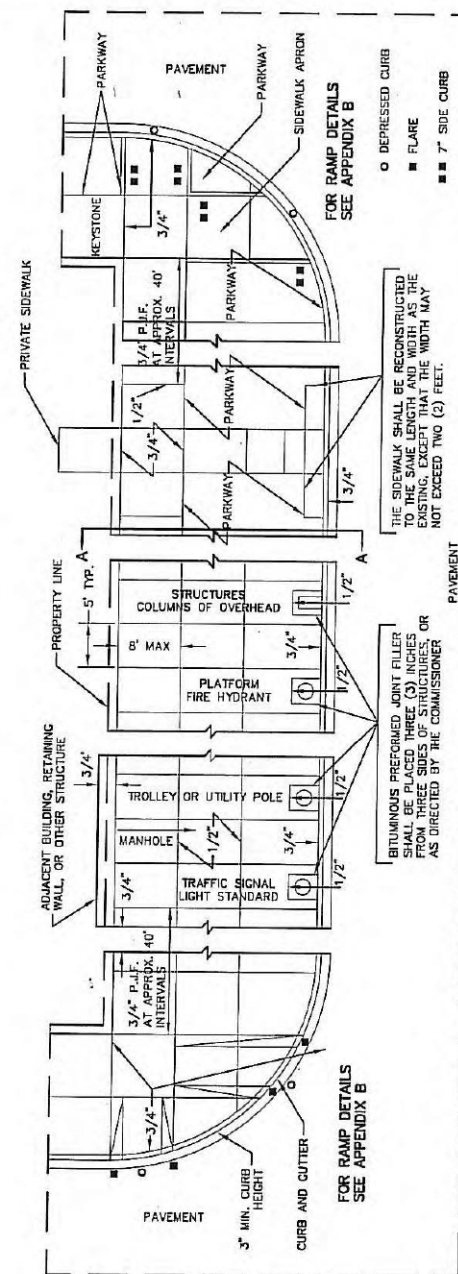 PRIVATE SIDEWALK
PROPERTY LINE
ADJACENT BUILDING, RETAINING
WALL, OR OTHER STRUCTURE
PARKWAY
PAVEMENT
KEYSTONE
3/4"
PARKWAY
SIDEWALK APRON
3/4" P.J.F.
AT APPROX. 40'
INTERVALS
PARKWAY
FOR RAMP DETAILS
SEE APPENDIX B
DEPRESSED CURB
FLARE
7" SIDE CURB
1/2"
3/4"
PARKWAY
PARKWAY
3/4"
THE SIDEWALK SHALL BE RECONSTRUCTED
TO THE SAME LENGTH AND WIDTH AS THE
EXISTING, EXCEPT THAT THE WIDTH MAY
NOT EXCEED TWO (2) FEET.
A
A
5' TYP.
8' MAX
STRUCTURES
COLUMNS OF OVERHEAD
1/2"
3/4"
PLATFORM
FIRE HYDRANT
1/2"
PAVEMENT
BITUMINOUS PREFORMED JOINT FILLER
SHALL BE PLACED THREE (3) INCHES
FROM THREE SIDES OF STRUCTURES, OR
AS DIRECTED BY THE COMMISSIONER
3/4'
TROLLEY OR UTILITY POLE
1/2"
MANHOLE
1/2"
3/4"
3/4"
TRAFFIC SIGNAL
LIGHT STANDARD
1/2"
3/4" P.J.F.
AT APPROX. 40'
INTERVALS
3/4"
PAVEMENT
3" MIN. CURB
HEIGHT
CURB AND GUTTER
FOR RAMP DETAILS
SEE APPENDIX B